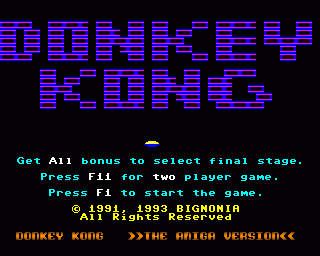 DONKEY
KONG
Get All bonus to select final stage.
Press F11 for two player game.
Press F1 to start the game.
© 1991, 1993 BIGNONIA
All Rights Reserved
DONKEY KONG >>THE AMIGA VERSION<<